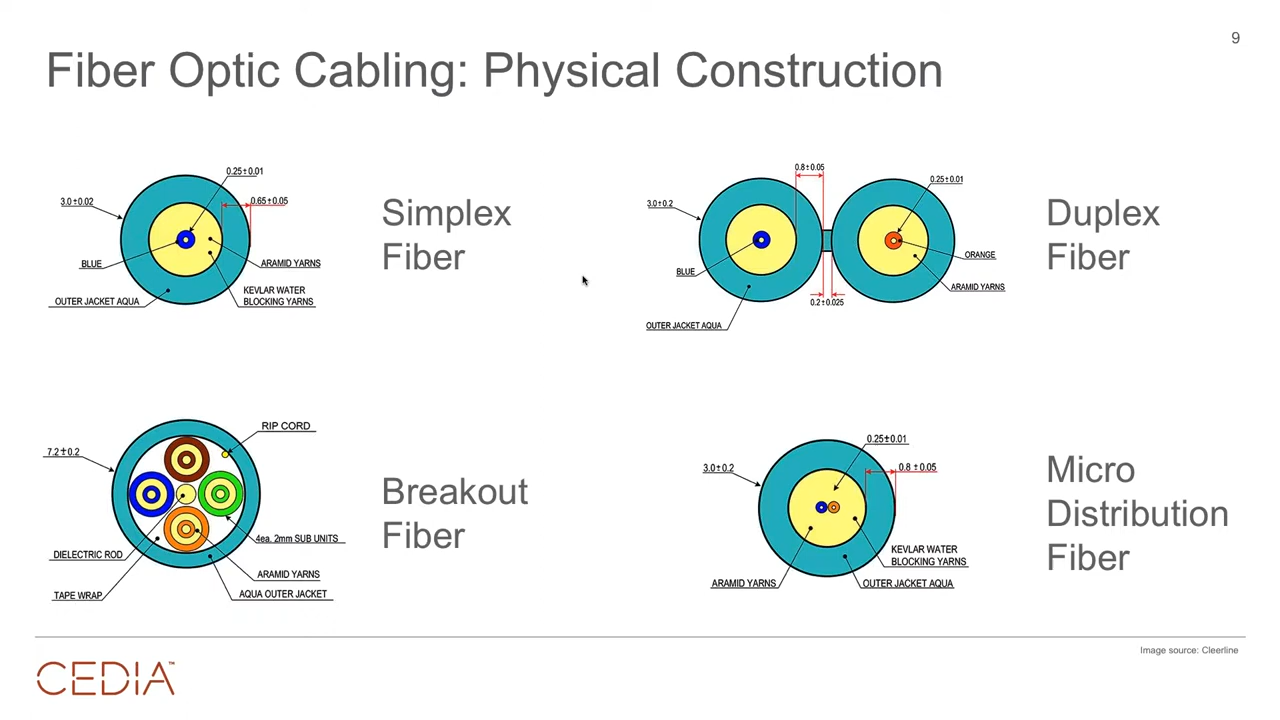 9
Fiber Optic Cabling: Physical Construction
0.25±0.01
3.0±0.02
0.65±0.05
BLUE
ARAMID YARNS
KEVLAR WATER
BLOCKING YARNS
OUTER JACKET AQUA
Simplex
Fiber
0.8±0.05
0.25±0.01
3.0±0.2
ORANGE
BLUE
ARAMID YARNS
0.2±0.025
OUTER JACKET AQUA
Duplex
Fiber
RIP CORD
7.2±0.2
4ea. 2mm SUB UNITS
DIELECTRIC ROD
ARAMID YARNS
TAPE WRAP
AQUA OUTER JACKET
Breakout
Fiber
0.25±0.01
3.0±0.2
0.8 ±0.05
KEVLAR WATER
BLOCKING YARNS
ARAMID YARNS
OUTER JACKET AQUA
Micro
Distribution
Fiber
Image source: Cleerline
CEDIA™